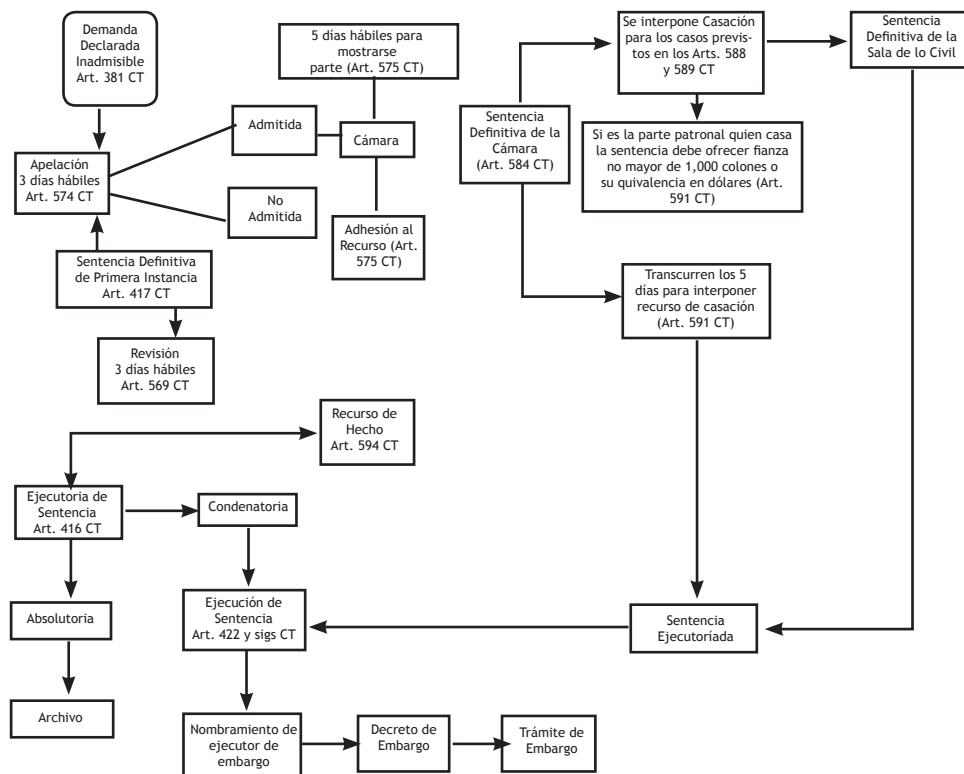 Demanda
Declarada
Inadmisible
Art. 381 CT
5 días hábiles para
mostrarse
parte (Art. 575 CT)
Se interpone Casación
para los casos previs-
tos en los Arts. 588
y 589 CT
Sentencia
Definitiva de la
Sala de lo Civil
Admitida
Cámara
Sentencia
Definitiva de la
Cámara
(Art. 584 CT)
Si es la parte patronal quien casa
la sentencia debe ofrecer fianza
no mayor de 1,000 colones o
su quivalencia en dólares (Art.
591 CT)
Apelación
3 días hábiles
Art. 574 CT
No
Admitida
Adhesión al
Recurso (Art.
575 CT)
Sentencia Definitiva
de Primera Instancia
Art. 417 CT
Transcurren los 5
días para interponer
recurso de casación
(Art. 591 CT)
Revisión
3 días hábiles
Art. 569 CT
Recurso de
Hecho
Art. 594 CT
Ejecutoria de
Sentencia
Art. 416 CT
Condenatoria
Absolutoria
Ejecución de
Sentencia
Art. 422 y sigs CT
Sentencia
Ejecutoríada
Archivo
Nombramiento de
ejecutor de
embargo
Decreto de
Embargo
Trámite de
Embargo